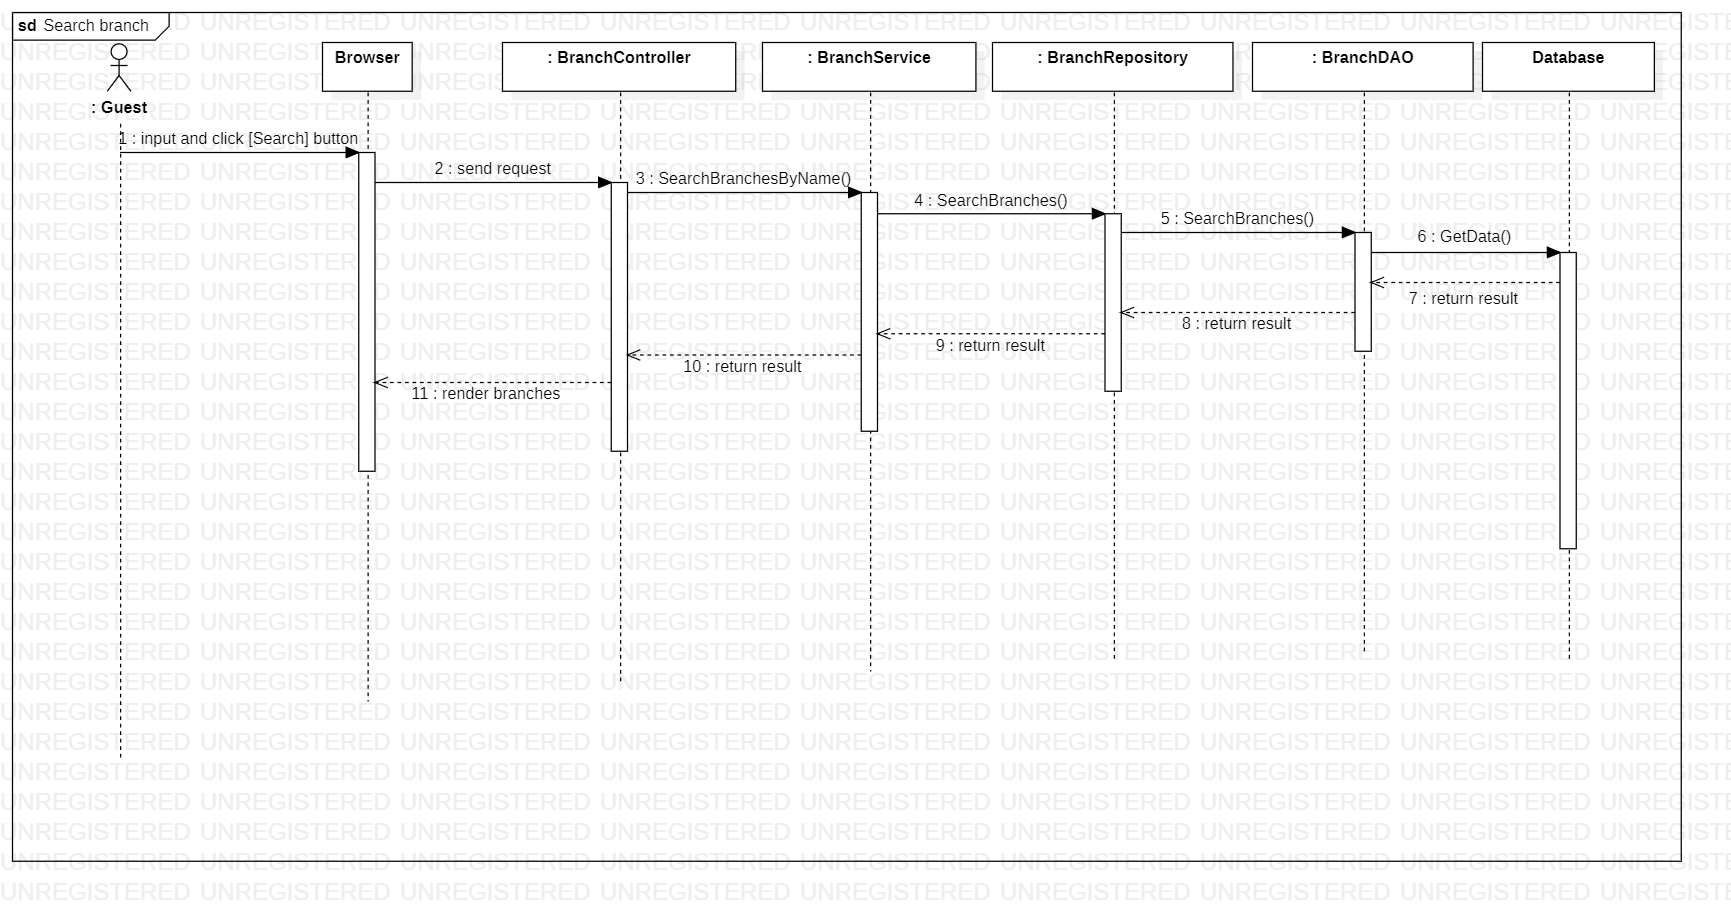 sd Search branch
: Guest
Browser
: BranchController
: BranchService
: BranchRepository
: BranchDAO
Database
1 : input and click [Search] button
2 : send request
3 : SearchBranchesByName()
4 : SearchBranches()
5 : SearchBranches()
6 : GetData()
7 : return result
8 : return result
9 : return result
10 : return result
11 : render branches
UNREGISTERED